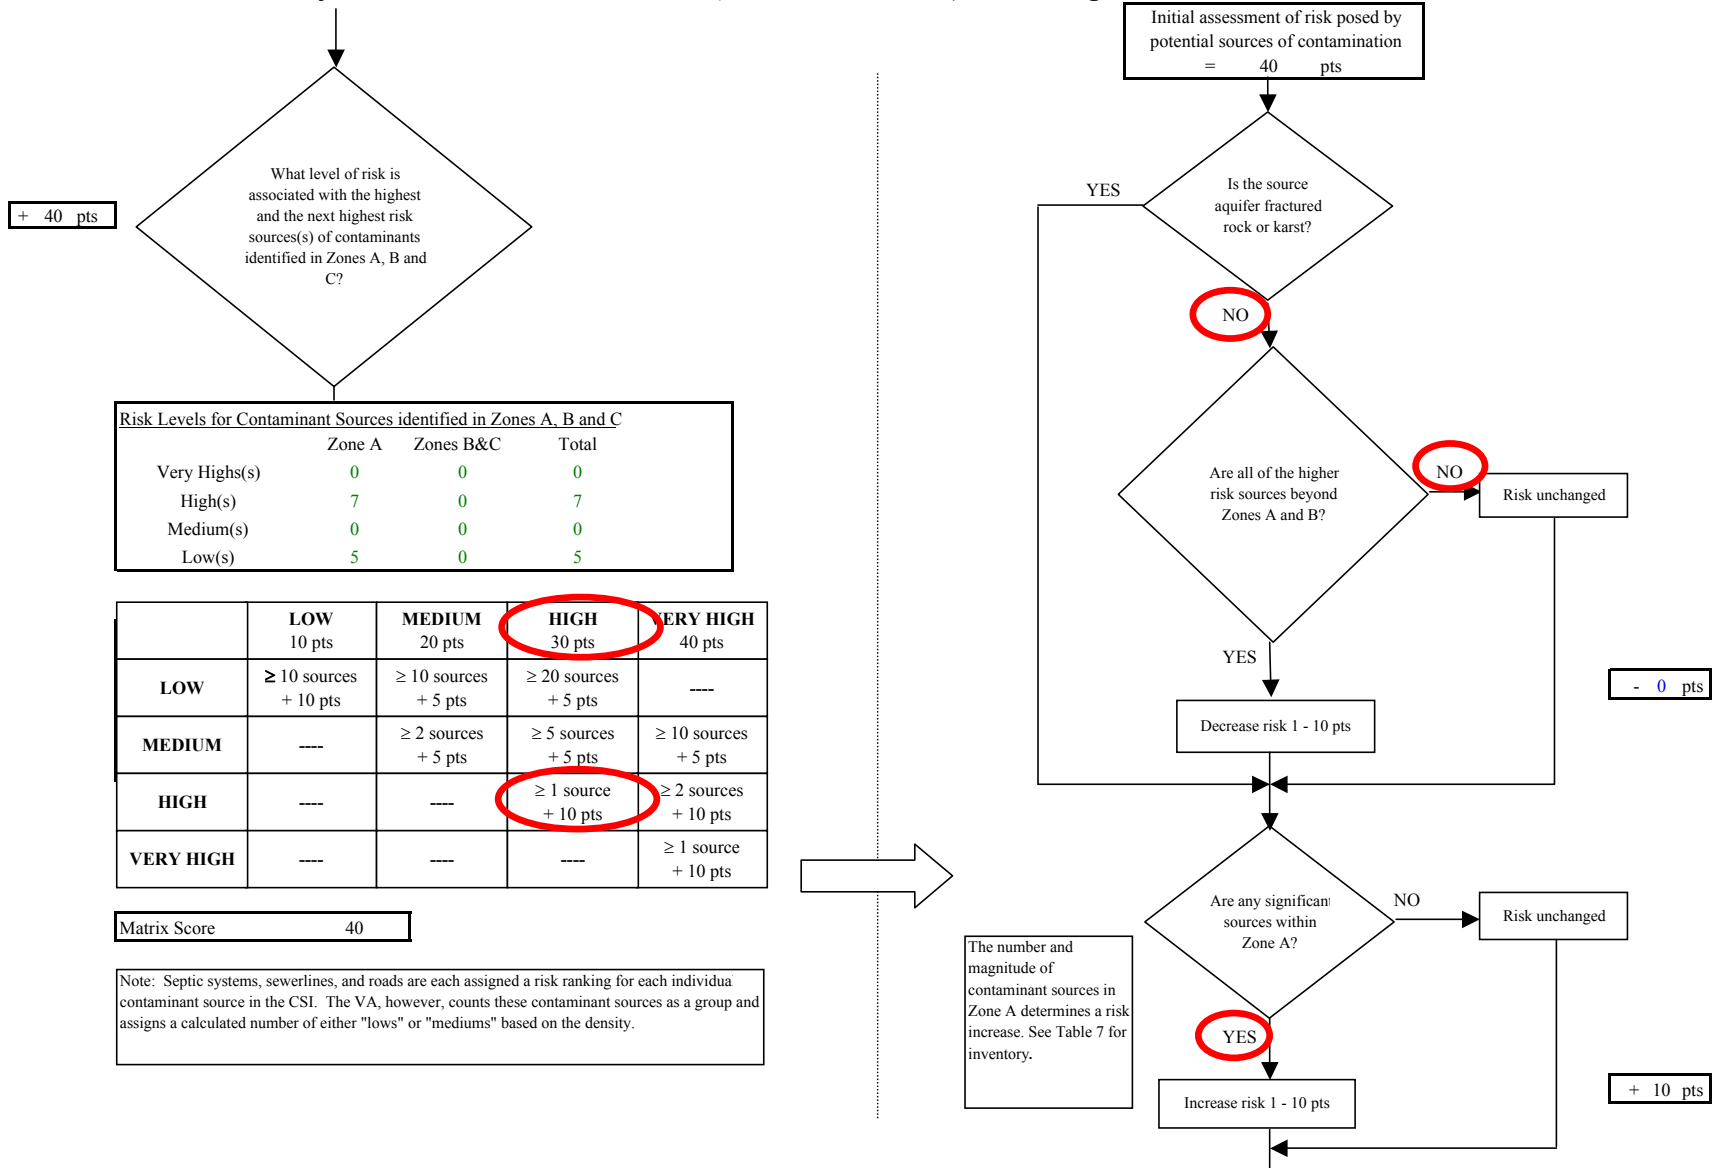 + 40 pts
What level of risk is
associated with the highest
and the next highest risk
sources(s) of contaminants
identified in Zones A, B and
C?
Risk Levels for Contaminant Sources identified in Zones A, B and C
Zone A Zones B&C Total
Very Highs(s) 0 0 0
High(s) 7 0 7
Medium(s) 0 0 0
Low(s) 5 0 5
LOW MEDIUM HIGH VERY HIGH
10 pts 20 pts 30 pts 40 pts
LOW ≥ 10 sources + 10 pts ≥ 10 sources + 5 pts ≥ 20 sources + 5 pts ----
MEDIUM ---- ≥ 2 sources + 5 pts ≥ 5 sources + 5 pts ≥ 10 sources + 5 pts
HIGH ---- ---- ≥ 1 source + 10 pts ≥ 2 sources + 10 pts
VERY HIGH ---- ---- ---- ≥ 1 source + 10 pts
Matrix Score 40
Note: Septic systems, sewerlines, and roads are each assigned a risk ranking for each individua
contaminant source in the CSI. The VA, however, counts these contaminant sources as a group and
assigns a calculated number of either "lows" or "mediums" based on the density.
Initial assessment of risk posed by
potential sources of contamination
= 40 pts
Is the source
aquifer fractured
rock or karst?
YES
NO
Are all of the higher
risk sources beyond
Zones A and B?
NO
Risk unchanged
YES
- 0 pts
Decrease risk 1 - 10 pts
Are any significant
sources within
Zone A?
NO
Risk unchanged
The number and
magnitude of
contaminant sources in
Zone A determines a risk
increase. See Table 7 for
inventory.
YES
+ 10 pts
Increase risk 1 - 10 pts